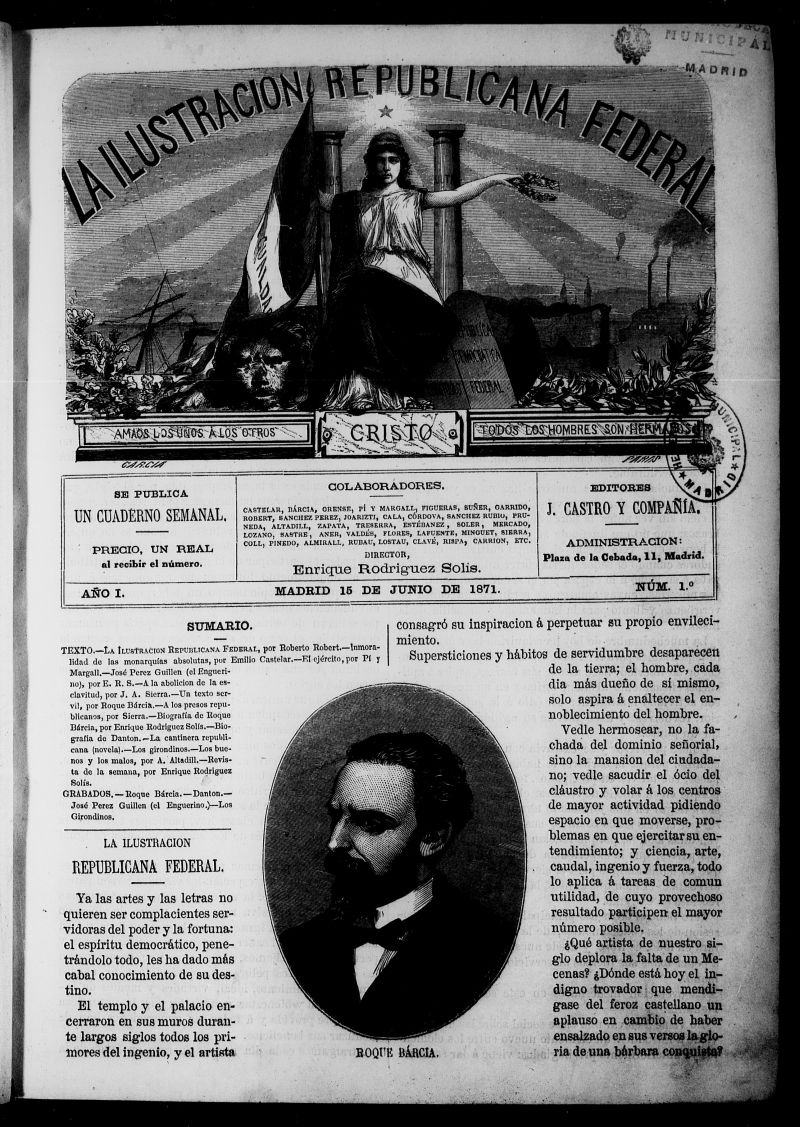 HEMEROTECA
MUNICIPAL
MADRID
LA ILUSTRACION REPUBLICANA FEDERAL
REPUBLICA
DEMOCRATICA
FEDERAL
AMAOS LOS UNOS A LOS OTROS
CRISTO
TODOS LOS HOMBRES SON HERMANOS
GARCIA
PARIS
MUNICIPAL
MADRID
SE PUBLICA
UN CUADERNO SEMANAL.
PRECIO, UN REAL
al recibir el número.
COLABORADORES.
CASTELAR, BÁRCIA, ORENSE, PÍ Y MARGALL, FIGUERAS, SUÑER, GARRIDO,
ROBERT, SANCHEZ PEREZ, JOARIZTI, CALA, CÓRDOVA, SANCHEZ RUBIO, PRU-
NEDA, ALTADILL, ZAPATA, TRESERRA, ESTÉBANEZ, SOLER, MERCADO,
LOZANO, SASTRE, ANER, VALDÉS, FLORES, LAFUENTE, MINGUET, SIERRA,
COLL, PINEDO, ALMIRALL, RUBAU, LOSTAU, CLAVÉ, RISPA, CARRION, ETC.
DIRECTOR,
Enrique Rodriguez Solís.
EDITORES
J. CASTRO Y COMPAÑÍA.
ADMINISTRACION:
Plaza de la Cebada, 11, Madrid.
AÑO I.
MADRID 15 DE JUNIO DE 1871.
NÚM. 1.º
SUMARIO.
TEXTO.—LA ILUSTRACION REPUBLICANA FEDERAL, por Roberto Robert.—Inmora-
lidad de las monarquías absolutas, por Emilio Castelar.—El ejército, por Pí y
Margall.—José Perez Guillen (el Engueri-
no), por E. R. S.—A la abolicion de la es-
clavitud, por J. A. Sierra.—Un texto ser-
vil, por Roque Bárcia.—A los presos repu-
blicanos, por Sierra.—Biografía de Roque
Bárcia, por Enrique Rodriguez Solís.—Bio-
grafía de Danton.—La cantinera republi-
cana (novela).—Los girondinos.—Los bue-
nos y los malos, por A. Altadill.—Revis-
ta de la semana, por Enrique Rodriguez
Solís.
GRABADOS.—Roque Bárcia.—Danton.—
José Perez Guillen (el Enguerino.)—Los
Girondinos.
LA ILUSTRACION
REPUBLICANA FEDERAL.
Ya las artes y las letras no
quieren ser complacientes ser-
vidoras del poder y la fortuna:
el espíritu democrático, pene-
trándolo todo, les ha dado más
cabal conocimiento de su des-
tino.
El templo y el palacio en-
cerraron en sus muros duran-
te largos siglos todos los pri-
mores del ingenio, y el artista
ROQUE BÁRCIA.
consagró su inspiracion á perpetuar su propio envileci-
miento.
Supersticiones y hábitos de servidumbre desaparecen
de la tierra; el hombre, cada
dia más dueño de sí mismo,
solo aspira á enaltecer el en-
noblecimiento del hombre.
Vedle hermosear, no la fa-
chada del dominio señorial,
sino la mansion del ciudada-
no; vedle sacudir el ócio del
cláustro y volar á los centros
de mayor actividad pidiendo
espacio en que moverse, pro-
blemas en que ejercitar su en-
tendimiento; y ciencia, arte,
caudal, ingenio y fuerza, todo
lo aplica á tareas de comun
utilidad, de cuyo provechoso
resultado participen el mayor
número posible.
¿Qué artista de nuestro si-
glo deplora la falta de un Me-
cenas? ¿Dónde está hoy el in-
digno trovador que mendi-
gase del feroz castellano un
aplauso en cambio de haber
ensalzado en sus versos la glo-
ria de una bárbara conquista?